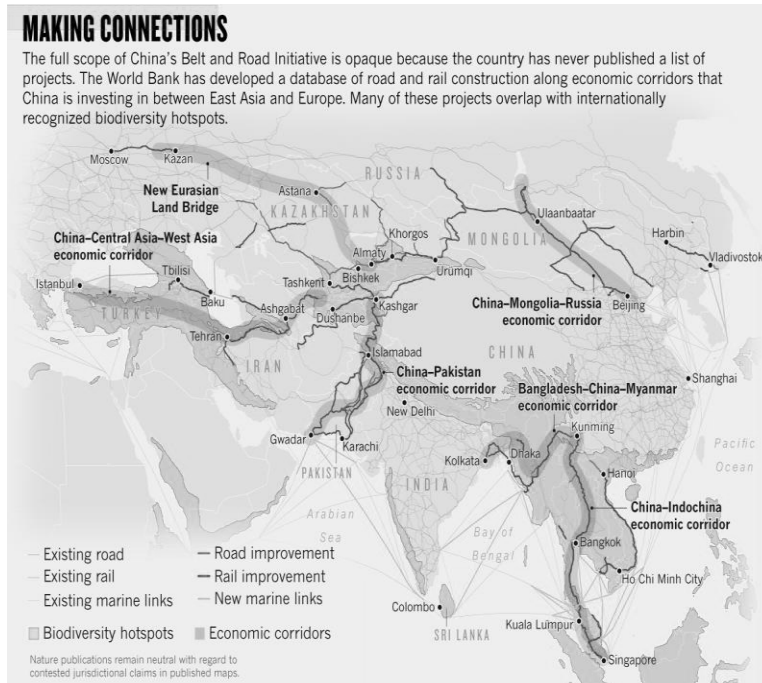 MAKING CONNECTIONS
The full scope of China's Belt and Road Initiative is opaque because the country has never published a list of
projects. The World Bank has developed a database of road and rail construction along economic corridors that
China is investing in between East Asia and Europe. Many of these projects overlap with internationally
recognized biodiversity hotspots.
Moscow
Kazan
RUSSIA
New Eurasian
Land Bridge
Astana
KAZAKHSTAN
Ulaanbaatar
Harbin
MONGOLIA
Khorgos
Vladivostok
China–Central Asia–West Asia
economic corridor
Almaty
Istanbul
Tbilisi
Tashkent
Bishkek
Urumqi
Baku
TURKEY
Ashgabat
Dushanbe
Kashgar
China–Mongolia–Russia
economic corridor
Beijing
Tehran
IRAN
Islamabad
CHINA
China–Pakistan
economic corridor
Shanghai
Bangladesh–China–Myanmar
economic corridor
New Delhi
Kunming
Gwadar
Karachi
Kolkata
Dhaka
Pacific
Ocean
PAKISTAN
INDIA
Hanoi
Arabian
Sea
China–Indochina
economic corridor
Bay of
Bengal
Bangkok
Existing road
Road improvement
Existing rail
Rail improvement
Ho Chi Minh City
Existing marine links
New marine links
Colombo
Kuala Lumpur
SRI LANKA
Biodiversity hotspots
Economic corridors
Singapore
Nature publications remain neutral with regard to
contested jurisdictional claims in published maps.